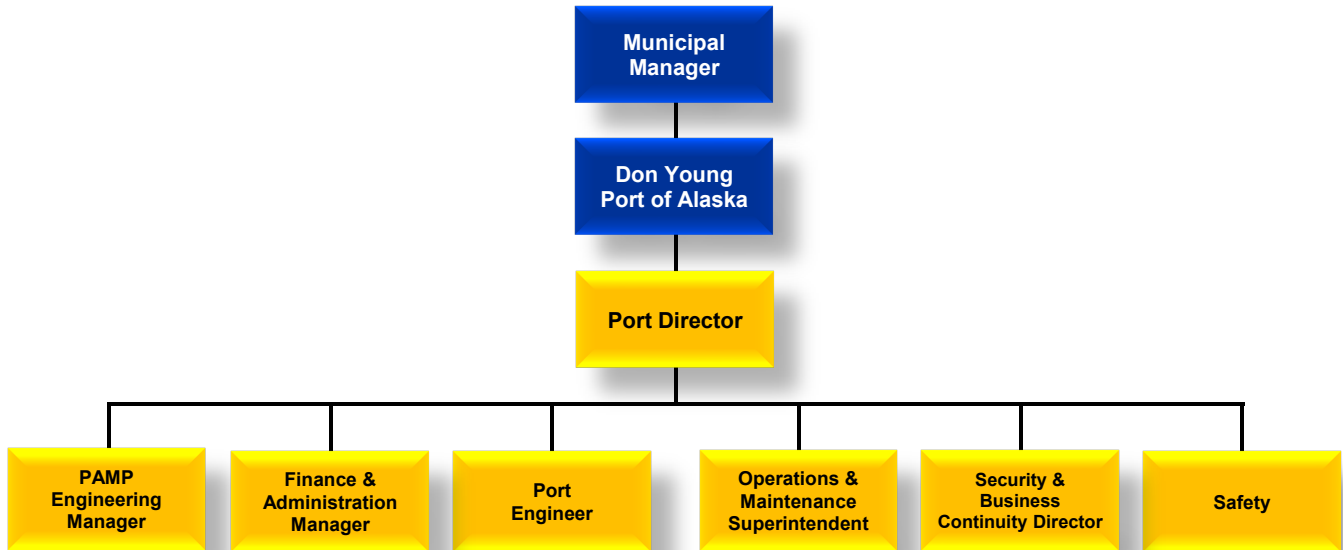 Municipal
Manager
Don Young
Port of Alaska
Port Director
PAMP
Engineering
Manager
Finance &
Administration
Manager
Port
Engineer
Operations &
Maintenance
Superintendent
Security &
Business
Continuity Director
Safety